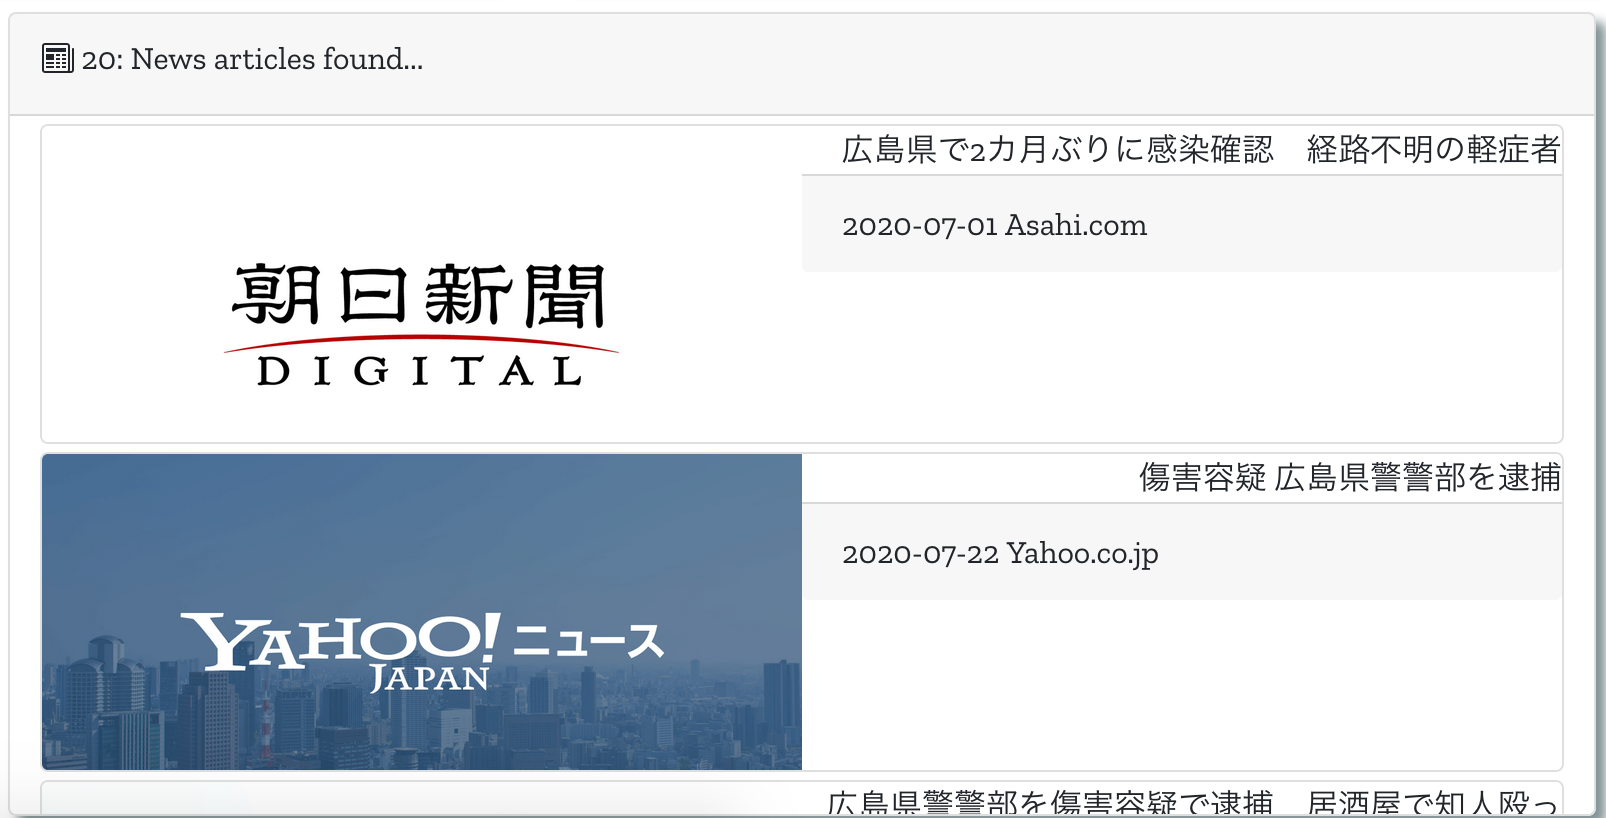 20: News articles found...
広島県で2カ月ぶりに感染確認　経路不明の軽症者
2020-07-01 Asahi.com
朝日新聞
DIGITAL
傷害容疑 広島県警警部を逮捕
2020-07-22 Yahoo.co.jp
YAHOO! ニュース
JAPAN
広島県警警部を傷害容疑で逮捕　居酒屋で知人殴っ